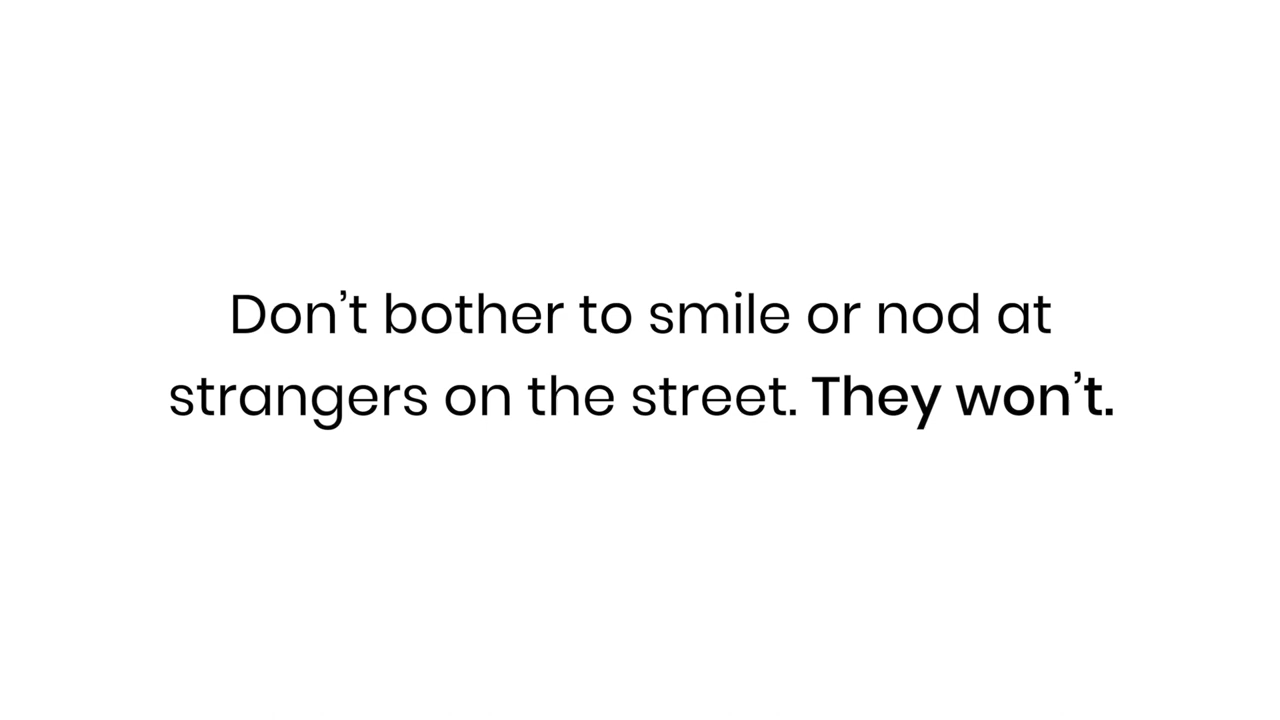 Don’t bother to smile or nod at
strangers on the street. They won’t.